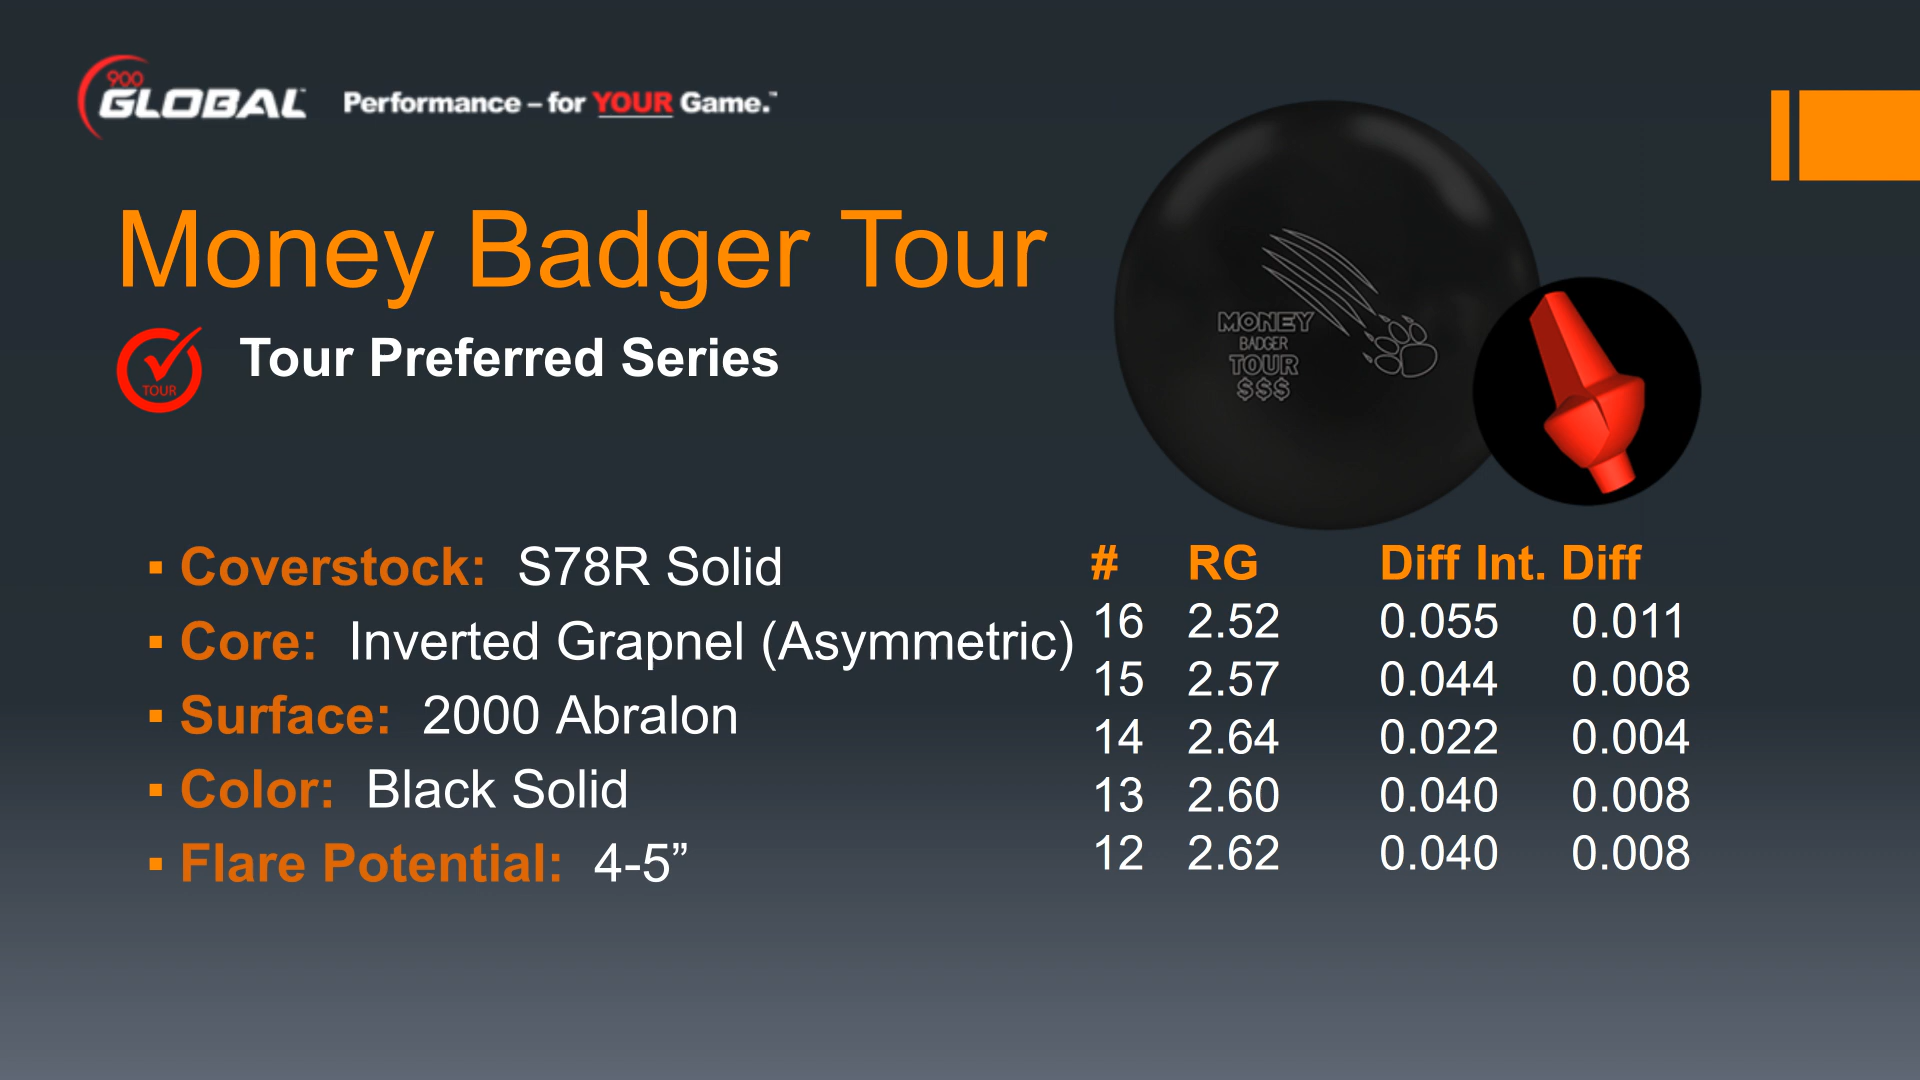 900
GLOBAL™ Performance – for YOUR Game.™
Money Badger Tour
TOUR
Tour Preferred Series
MONEY
BADGER
TOUR
$$$
▪ Coverstock: S78R Solid
▪ Core: Inverted Grapnel (Asymmetric)
▪ Surface: 2000 Abralon
▪ Color: Black Solid
▪ Flare Potential: 4-5”
# RG Diff Int. Diff
16 2.52 0.055 0.011
15 2.57 0.044 0.008
14 2.64 0.022 0.004
13 2.60 0.040 0.008
12 2.62 0.040 0.008